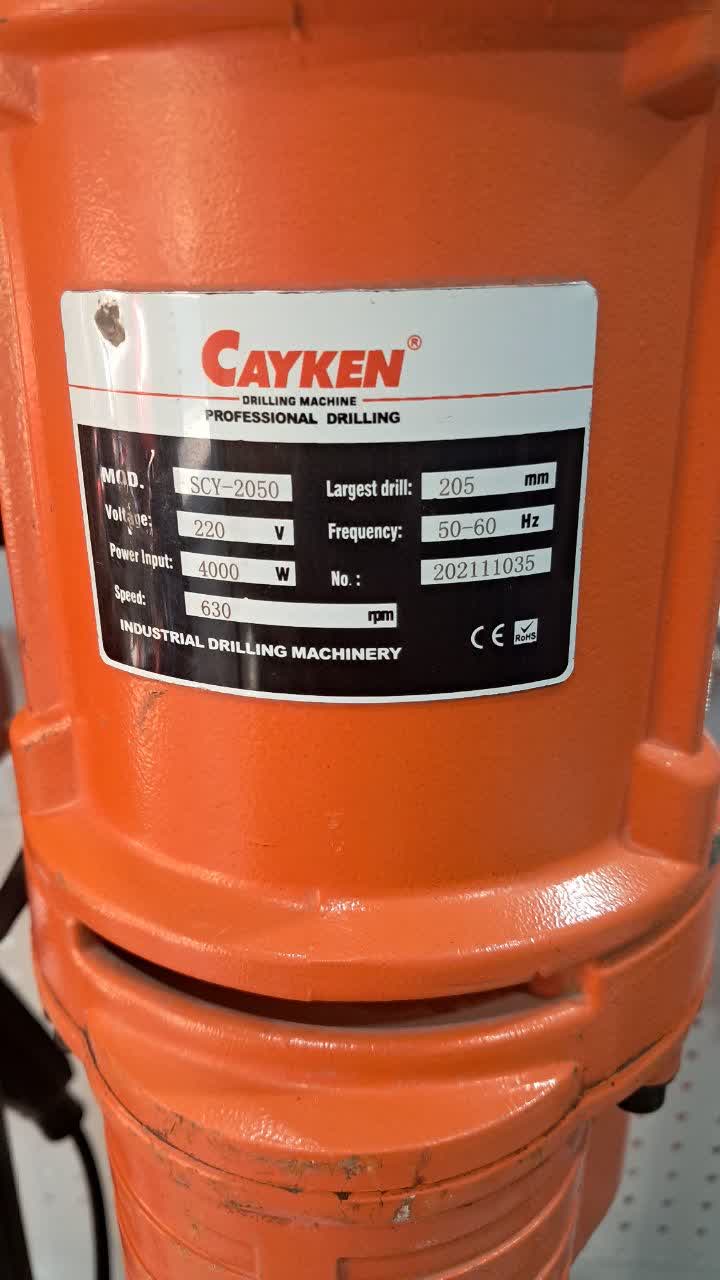 CAYKEN®
DRILLING MACHINE
PROFESSIONAL DRILLING
MOD. SCY-2050 Largest drill: 205 mm
Voltage: 220 V Frequency: 50-60 Hz
Power Input: 4000 W No.: 202111035
Speed: 630 rpm
INDUSTRIAL DRILLING MACHINERY CE RoHS